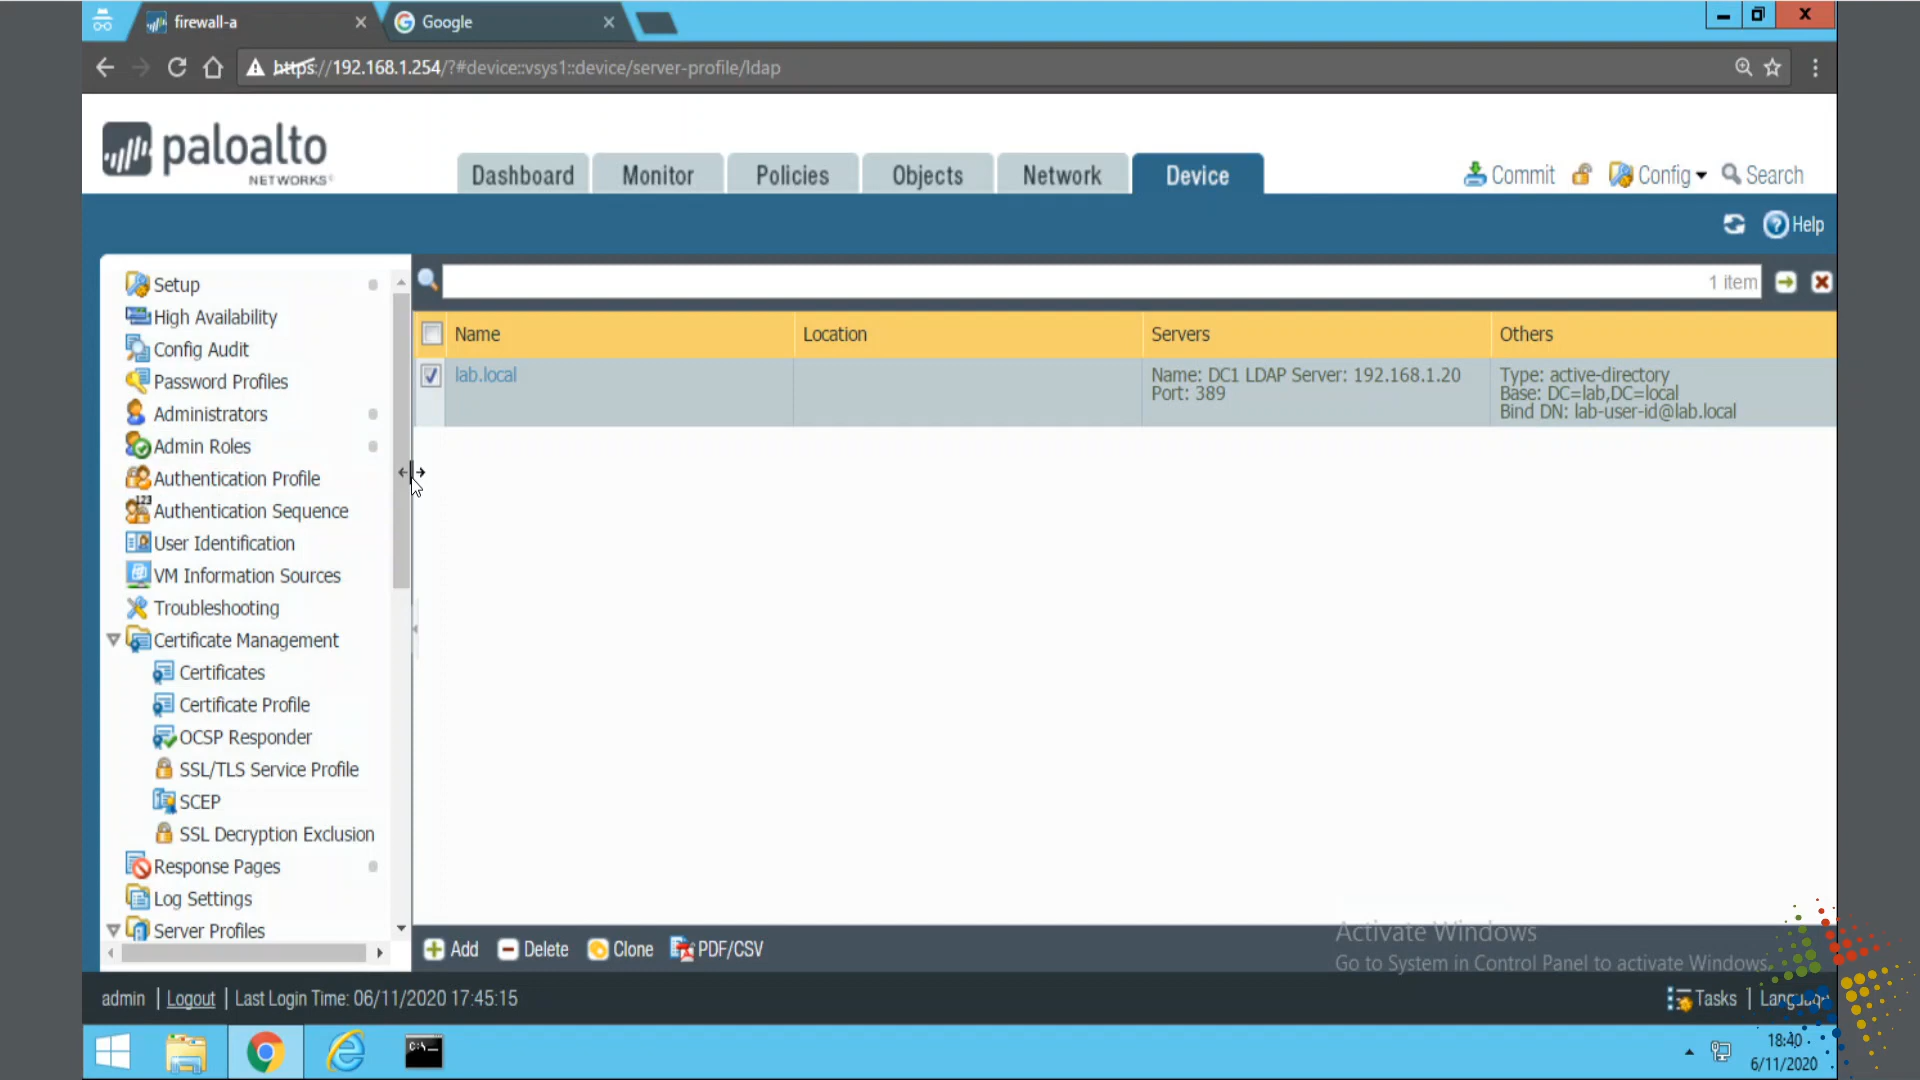 firewall-a
Google
https://192.168.1.254/?#device::vsys1::device/server-profile/ldap
paloalto
NETWORKS
Dashboard
Monitor
Policies
Objects
Network
Device
Commit
Config
Search
Help
Setup
High Availability
Config Audit
Password Profiles
Administrators
Admin Roles
Authentication Profile
Authentication Sequence
User Identification
VM Information Sources
Troubleshooting
Certificate Management
Certificates
Certificate Profile
OCSP Responder
SSL/TLS Service Profile
SCEP
SSL Decryption Exclusion
Response Pages
Log Settings
Server Profiles
1 item
Name
Location
Servers
Others
lab.local
Name: DC1 LDAP Server: 192.168.1.20
Port: 389
Type: active-directory
Base: DC=lab,DC=local
Bind DN: lab-user-id@lab.local
Add
Delete
Clone
PDF/CSV
Activate Windows
Go to System in Control Panel to activate Windows.
admin | Logout | Last Login Time: 06/11/2020 17:45:15
Tasks | Language
18:40
6/11/2020